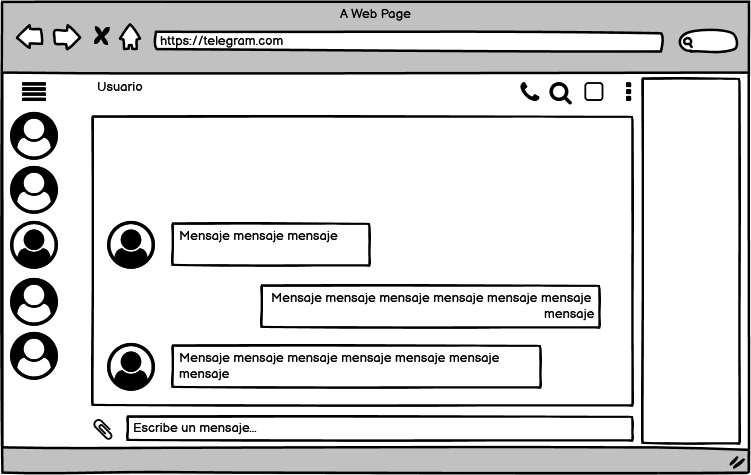 A Web Page
https://telegram.com
Usuario
Mensaje mensaje mensaje
Mensaje mensaje mensaje mensaje mensaje mensaje
mensaje
Mensaje mensaje mensaje mensaje mensaje mensaje
mensaje
Escribe un mensaje...